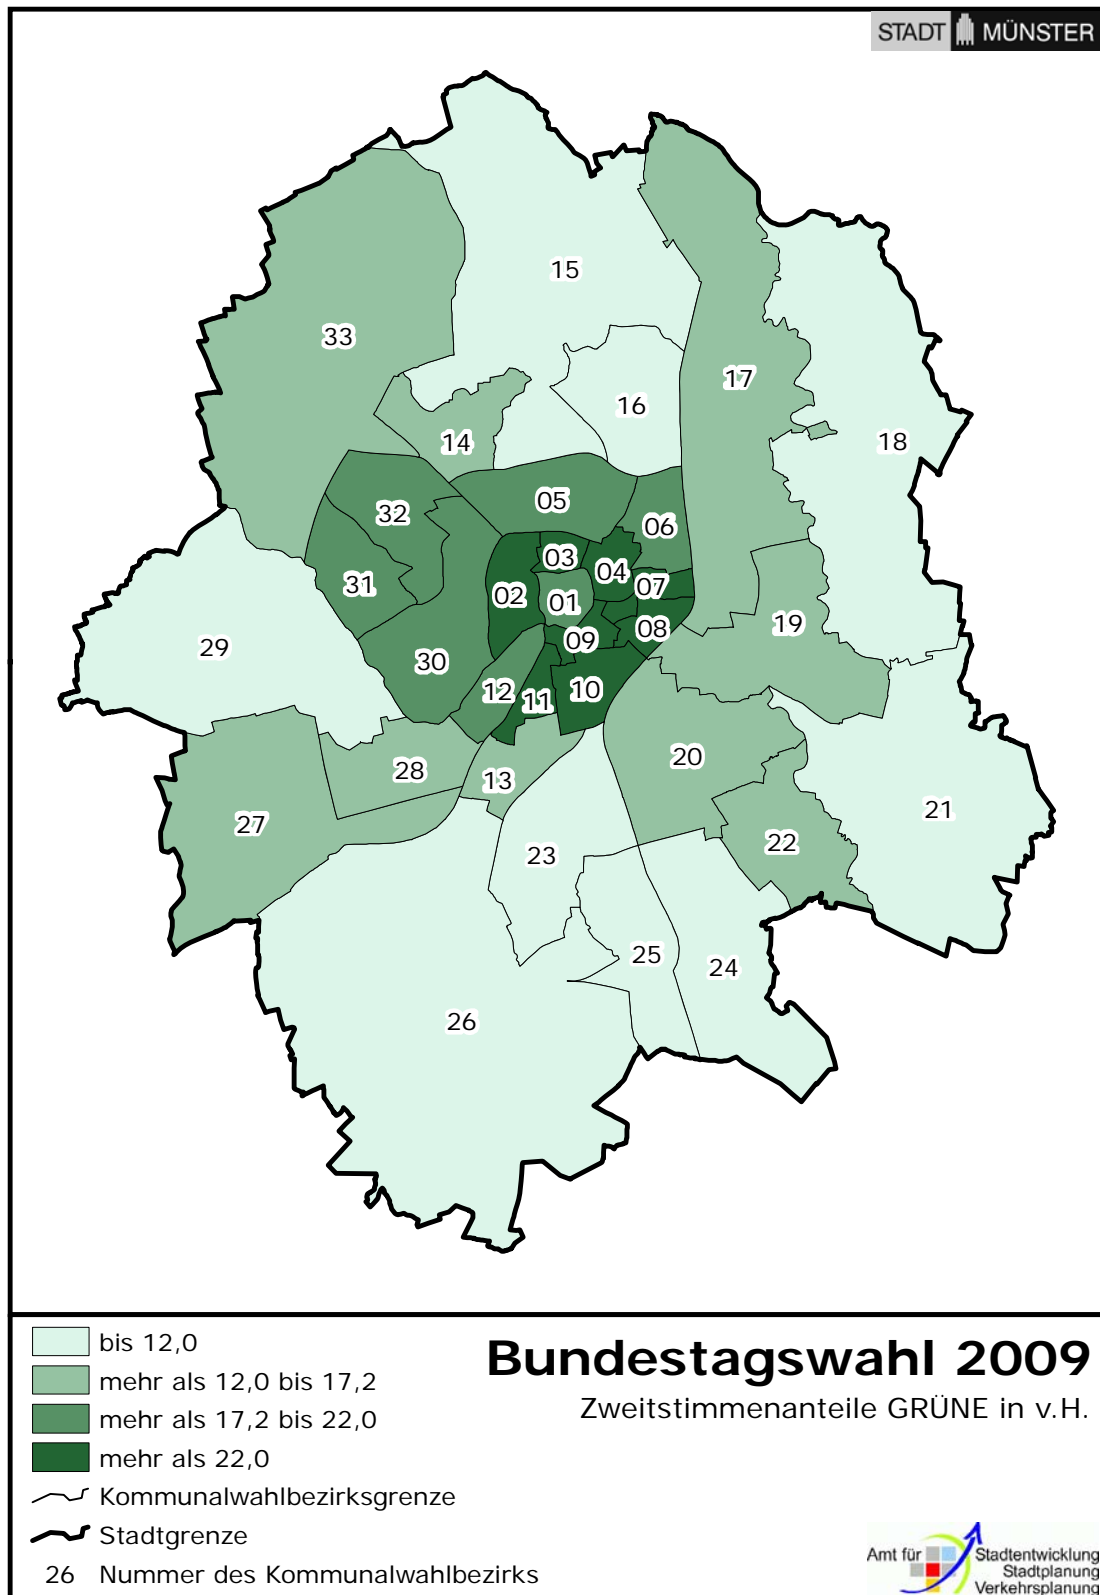 STADT MÜNSTER
15
33
17
16
14
18
05
32
06
03
04
31
07
02
01
19
08
09
29
30
10
12
11
20
28
13
21
27
22
23
25
24
26
bis 12,0
mehr als 12,0 bis 17,2
mehr als 17,2 bis 22,0
mehr als 22,0
Kommunalwahlbezirksgrenze
Stadtgrenze
26 Nummer des Kommunalwahlbezirks
Bundestagswahl 2009
Zweitstimmenanteile GRÜNE in v.H.
Amt für Stadtentwicklung
Stadtplanung
Verkehrsplanung